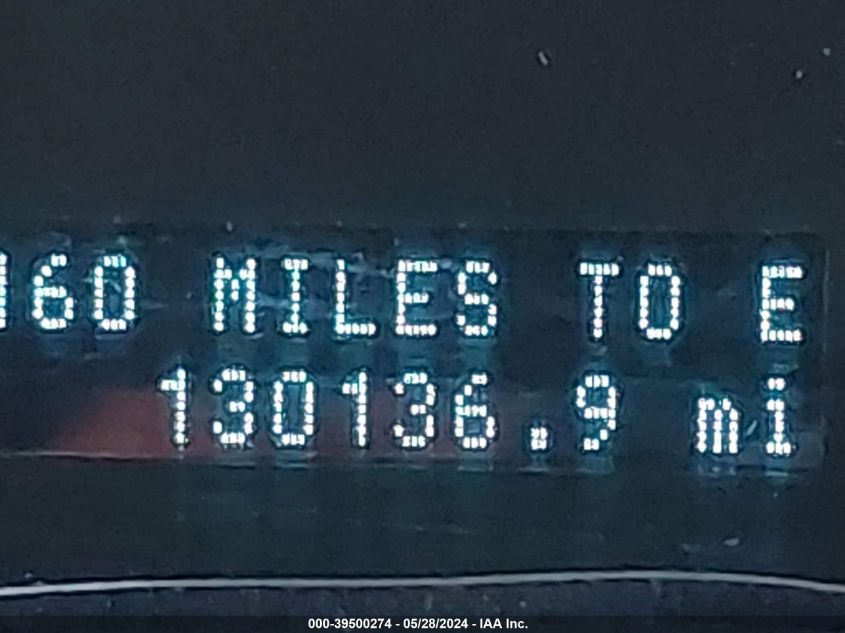 160 MILES TO E
130136.9 mi
000-39500274 - 05/28/2024 - IAA Inc.